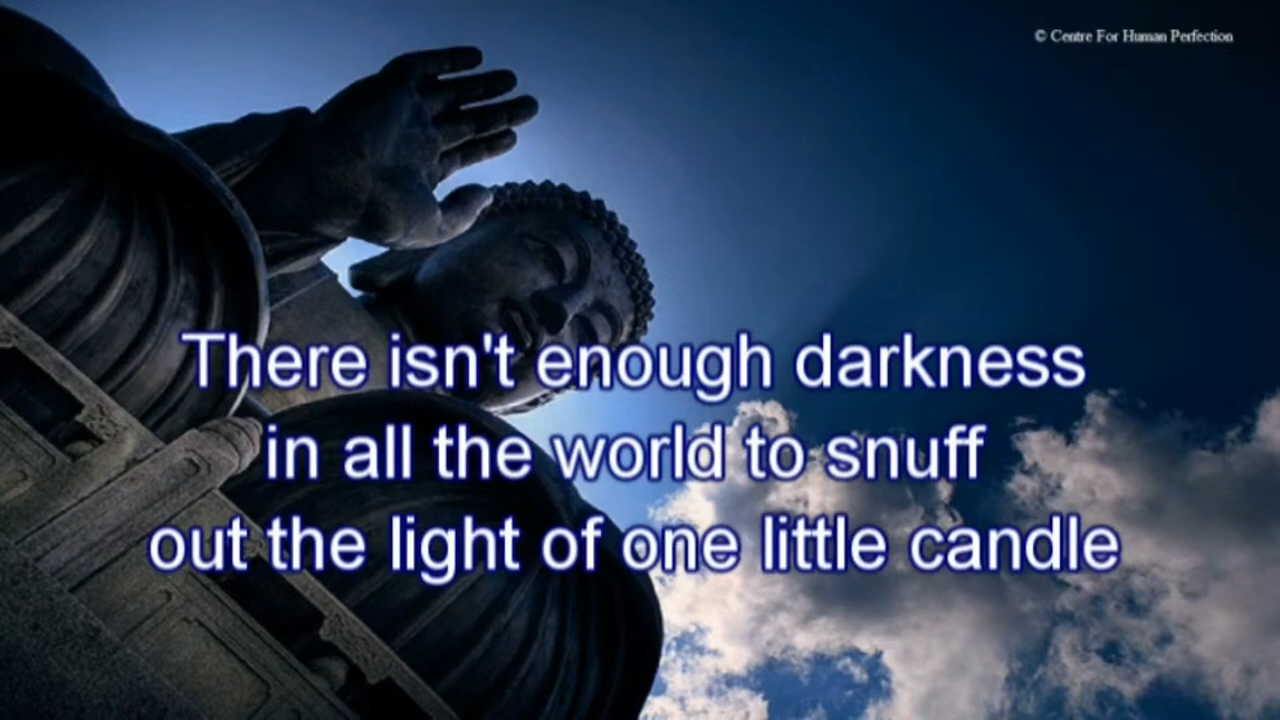 © Centre For Human Perfection
There isn't enough darkness
in all the world to snuff
out the light of one little candle